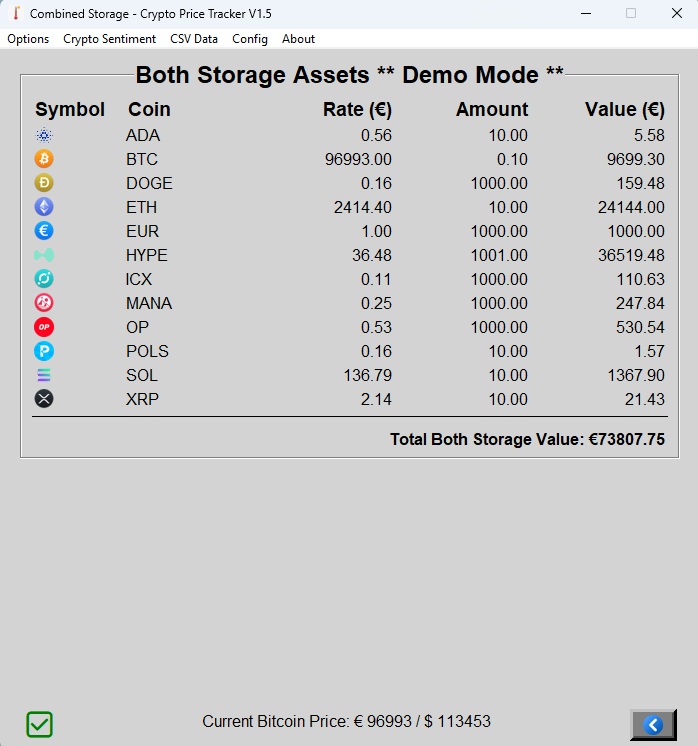 Combined Storage - Crypto Price Tracker V1.5
Options Crypto Sentiment CSV Data Config About
Both Storage Assets ** Demo Mode **
Symbol Coin Rate (€) Amount Value (€)
ADA 0.56 10.00 5.58
BTC 96993.00 0.10 9699.30
DOGE 0.16 1000.00 159.48
ETH 2414.40 10.00 24144.00
EUR 1.00 1000.00 1000.00
HYPE 36.48 1001.00 36519.48
ICX 0.11 1000.00 110.63
MANA 0.25 1000.00 247.84
OP OP 0.53 1000.00 530.54
POLS 0.16 10.00 1.57
SOL 136.79 10.00 1367.90
XRP 2.14 10.00 21.43
Total Both Storage Value: €73807.75
Current Bitcoin Price: € 96993 / $ 113453